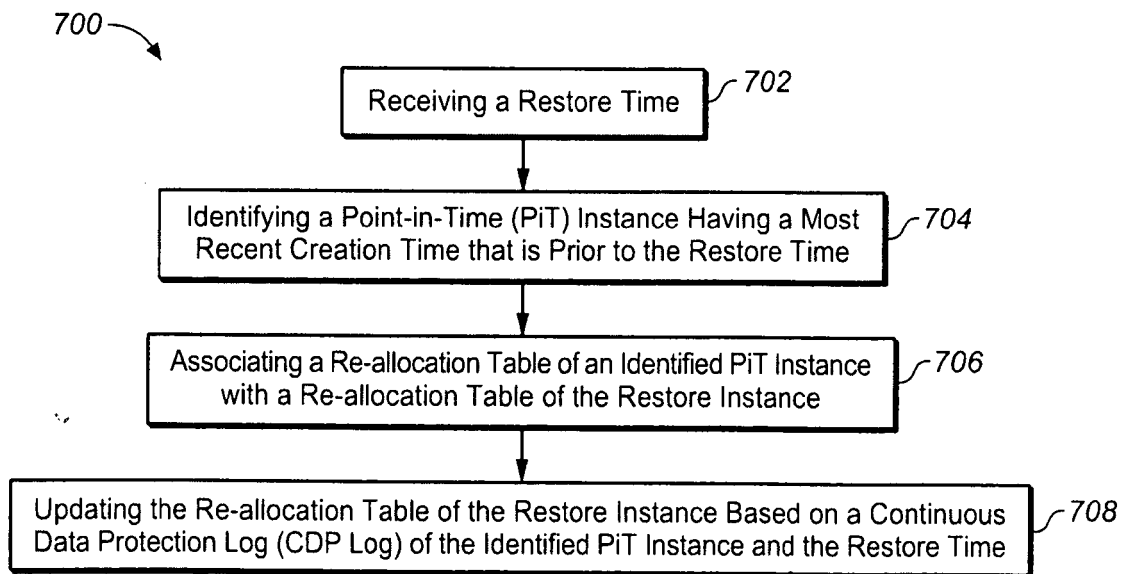 700
Receiving a Restore Time
702
Identifying a Point-in-Time (PiT) Instance Having a Most
Recent Creation Time that is Prior to the Restore Time
704
Associating a Re-allocation Table of an Identified PiT Instance
with a Re-allocation Table of the Restore Instance
706
Updating the Re-allocation Table of the Restore Instance Based on a Continuous
Data Protection Log (CDP Log) of the Identified PiT Instance and the Restore Time
708